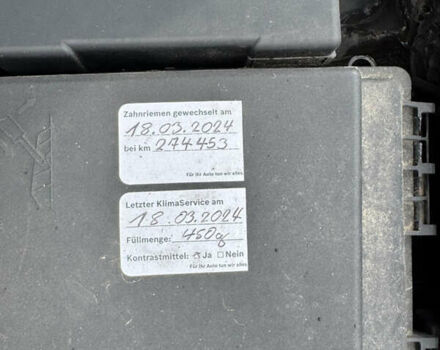 Zahnriemen gewechselt am
18.03.2024
bei km 274453
Für Ihr Auto tun wir alles
Letzter KlimaService am
18.03.2024
Füllmenge: 450g
Kontrastmittel: Ja Nein
Für Ihr Auto tun wir alles